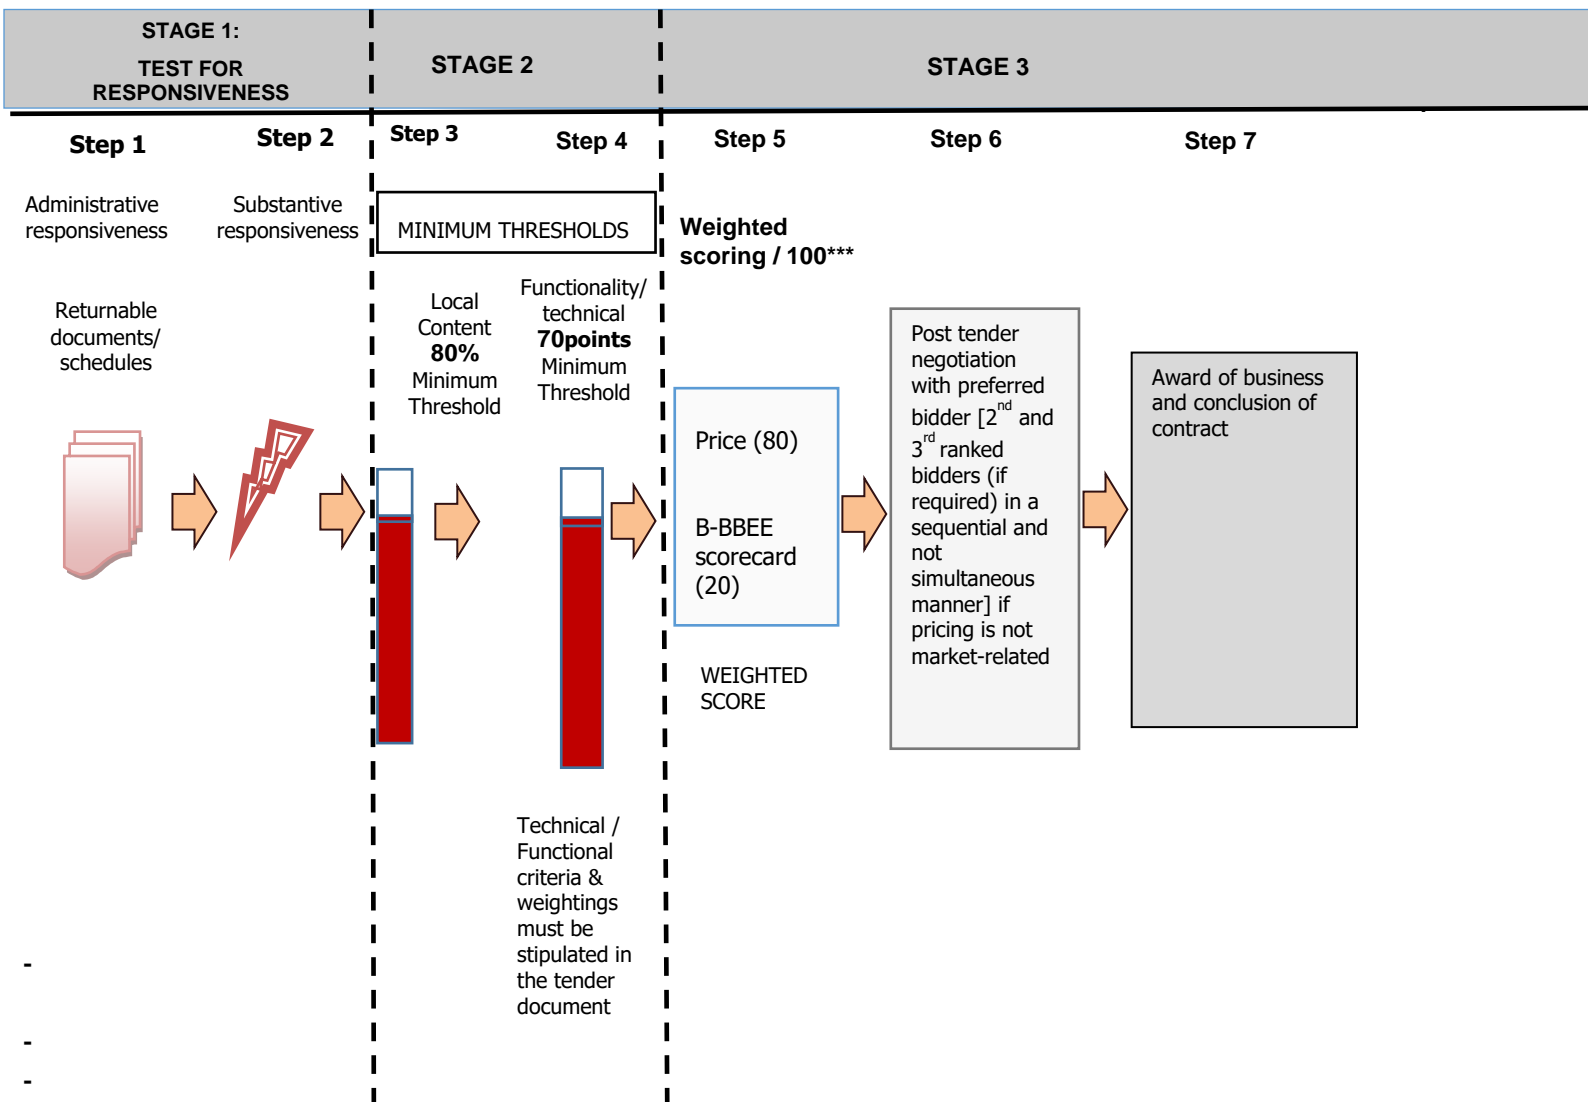 STAGE 1:
TEST FOR
RESPONSIVENESS
STAGE 2
STAGE 3
Step 1
Step 2
Step 3
Step 4
Step 5
Step 6
Step 7
Administrative
responsiveness
Substantive
responsiveness
MINIMUM THRESHOLDS
Weighted
scoring / 100***
Returnable
documents/
schedules
Local
Content
80%
Minimum
Threshold
Functionality/
technical
70points
Minimum
Threshold
Price (80)
B-BBEE
scorecard
(20)
WEIGHTED
SCORE
Post tender
negotiation
with preferred
bidder [2nd and
3rd ranked
bidders (if
required) in a
sequential and
not
simultaneous
manner] if
pricing is not
market-related
Award of business
and conclusion of
contract
Technical /
Functional
criteria &
weightings
must be
stipulated in
the tender
document
-
-
-